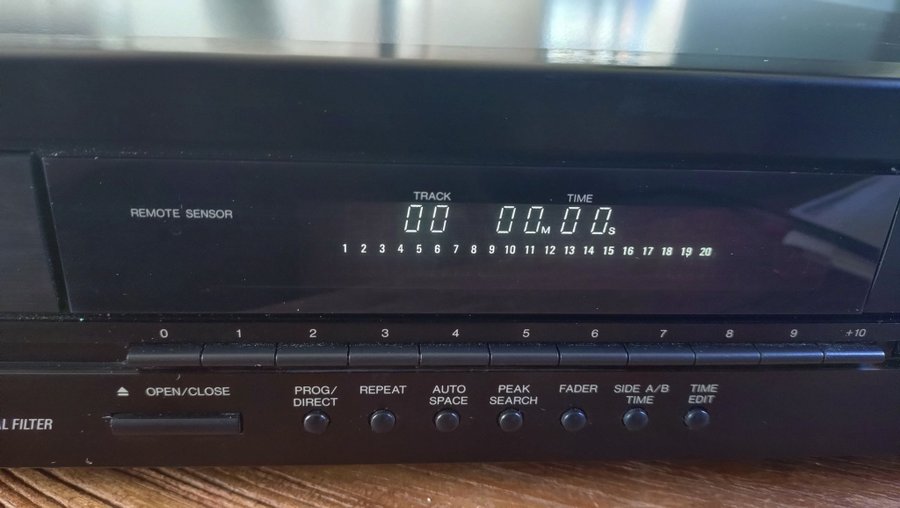 TRACK TIME
REMOTE SENSOR
00 00M 00S
1 2 3 4 5 6 7 8 9 10 11 12 13 14 15 16 17 18 19 20
0 1 2 3 4 5 6 7 8 9 +10
OPEN/CLOSE
PROG/
DIRECT
REPEAT
AUTO
SPACE
PEAK
SEARCH
FADER
SIDE A/B
TIME
TIME
EDIT
FILTER